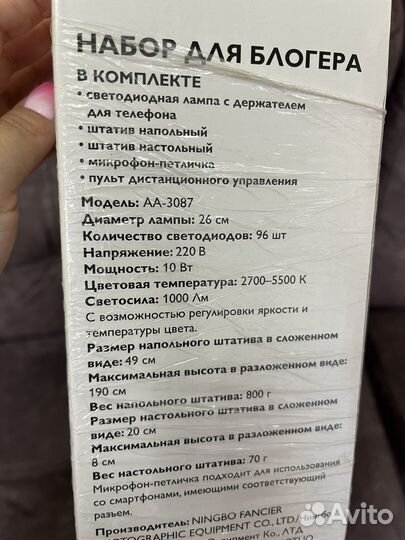 НАБОР ДЛЯ БЛОГЕРА
В КОМПЛЕКТЕ
• светодиодная лампа с держателем
для телефона
• штатив напольный
• штатив настольный
• микрофон-петличка
• пульт дистанционного управления
Модель: AA-3087
Диаметр лампы: 26 см
Количество светодиодов: 96 шт
Напряжение: 220 В
Мощность: 10 Вт
Цветовая температура: 2700–5500 К
Светосила: 1000 Лм
С возможностью регулировки яркости и
температуры цвета.
Размер напольного штатива в сложенном
виде: 49 см
Максимальная высота в разложенном виде:
190 см
Вес напольного штатива: 800 г
Размер настольного штатива в сложенном
виде: 20 см
Максимальная высота в разложенном виде:
8 см
Вес настольного штатива: 70 г
Микрофон-петличка подходит для использования
со смартфонами, имеющими соответствующий
разъем.
Производитель: NINGBO FANCIER
PHOTOGRAPHIC EQUIPMENT CO., LTD.
Avito